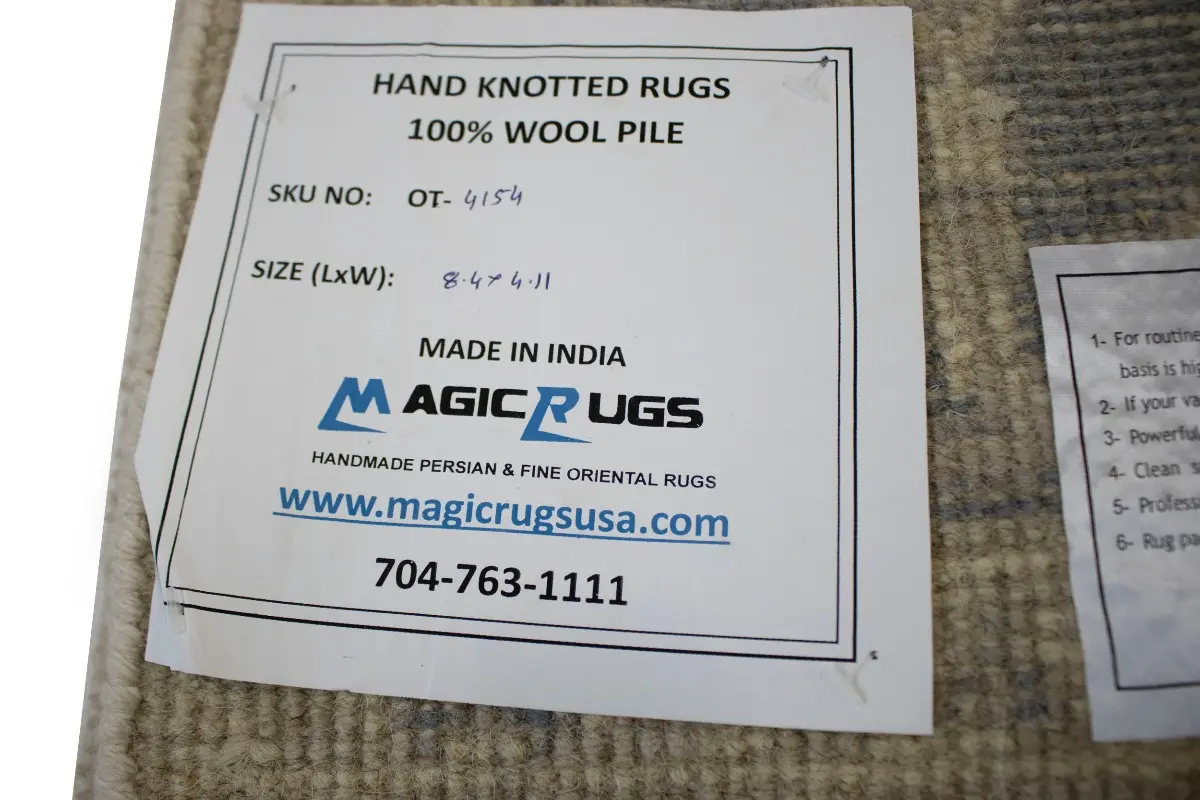 HAND KNOTTED RUGS
100% WOOL PILE
SKU NO: OT- 4154
SIZE (LxW): 8.4 x 4.11
MADE IN INDIA
MAGIC RUGS
HANDMADE PERSIAN & FINE ORIENTAL RUGS
www.magicrugsusa.com
704-763-1111
1- For routine
basis is
2- If your
3- Powerful
4- Clean
5-
6- Rug